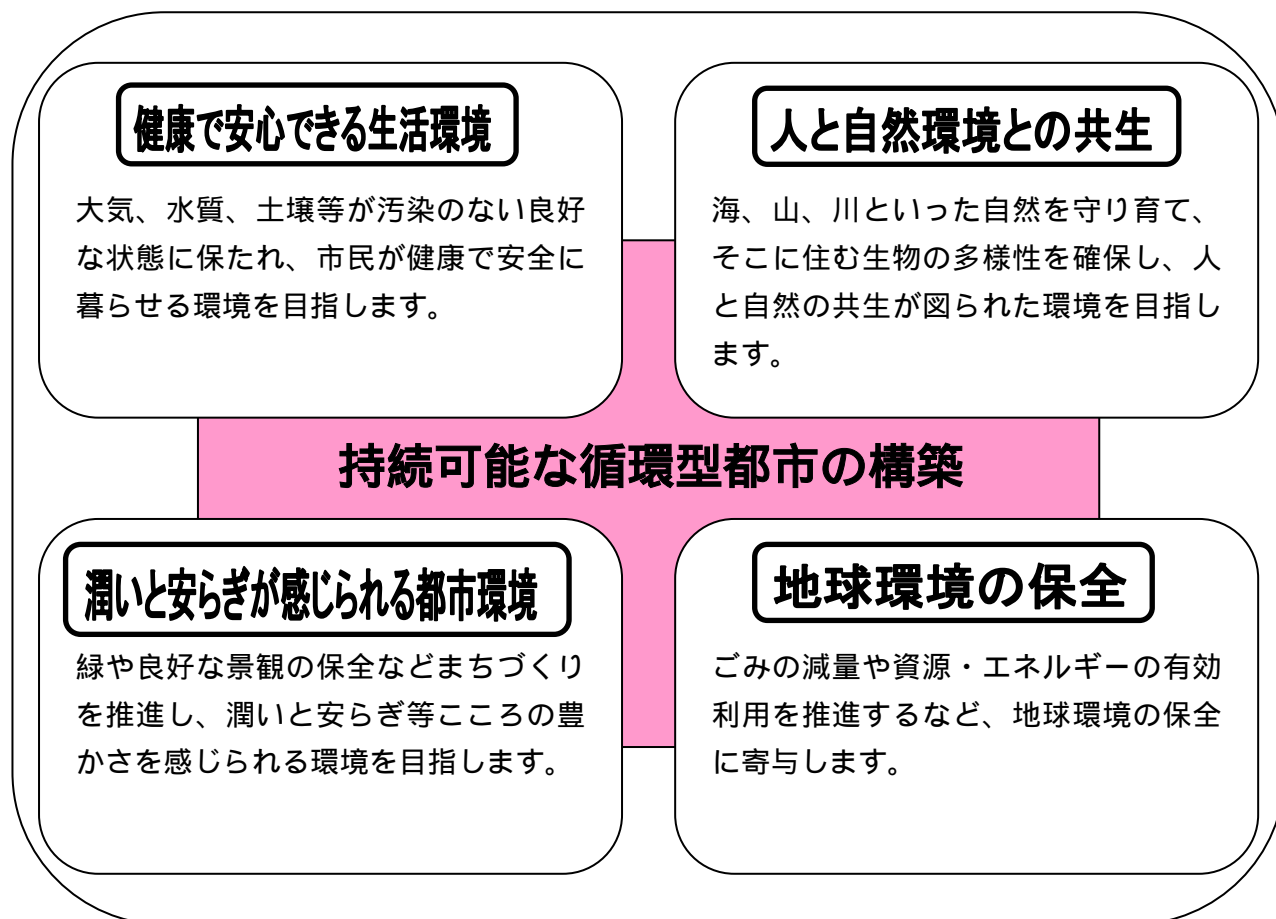 健康で安心できる生活環境
大気、水質、土壌等が汚染のない良好
な状態に保たれ、市民が健康で安全に
暮らせる環境を目指します。
人と自然環境との共生
海、山、川といった自然を守り育て、
そこに住む生物の多様性を確保し、人
と自然の共生が図られた環境を目指し
ます。
持続可能な循環型都市の構築
潤いと安らぎが感じられる都市環境
緑や良好な景観の保全などまちづくり
を推進し、潤いと安らぎ等こころの豊
かさを感じられる環境を目指します。
地球環境の保全
ごみの減量や資源・エネルギーの有効
利用を推進するなど、地球環境の保全
に寄与します。